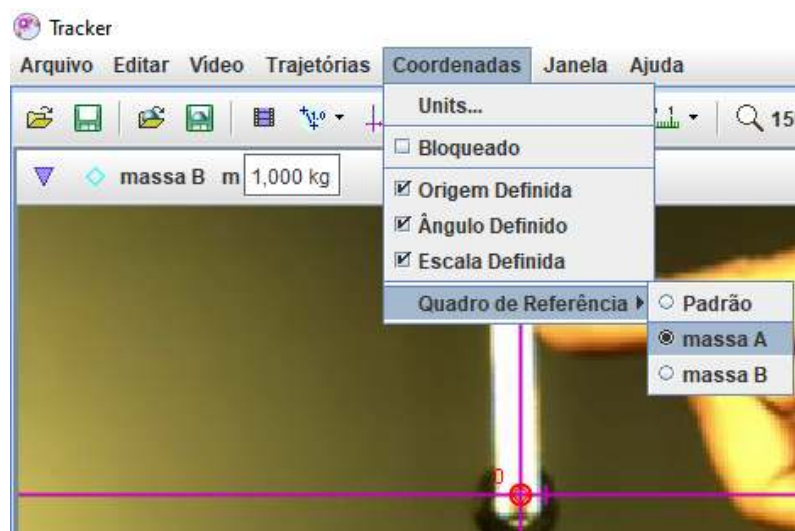 Tracker
Arquivo Editar Vídeo Trajetórias Coordenadas Janela Ajuda
Units...
15
Bloqueado
massa B m 1,000 kg
Origem Definida
Ângulo Definido
Escala Definida
Quadro de Referência
Padrão
massa A
massa B
0